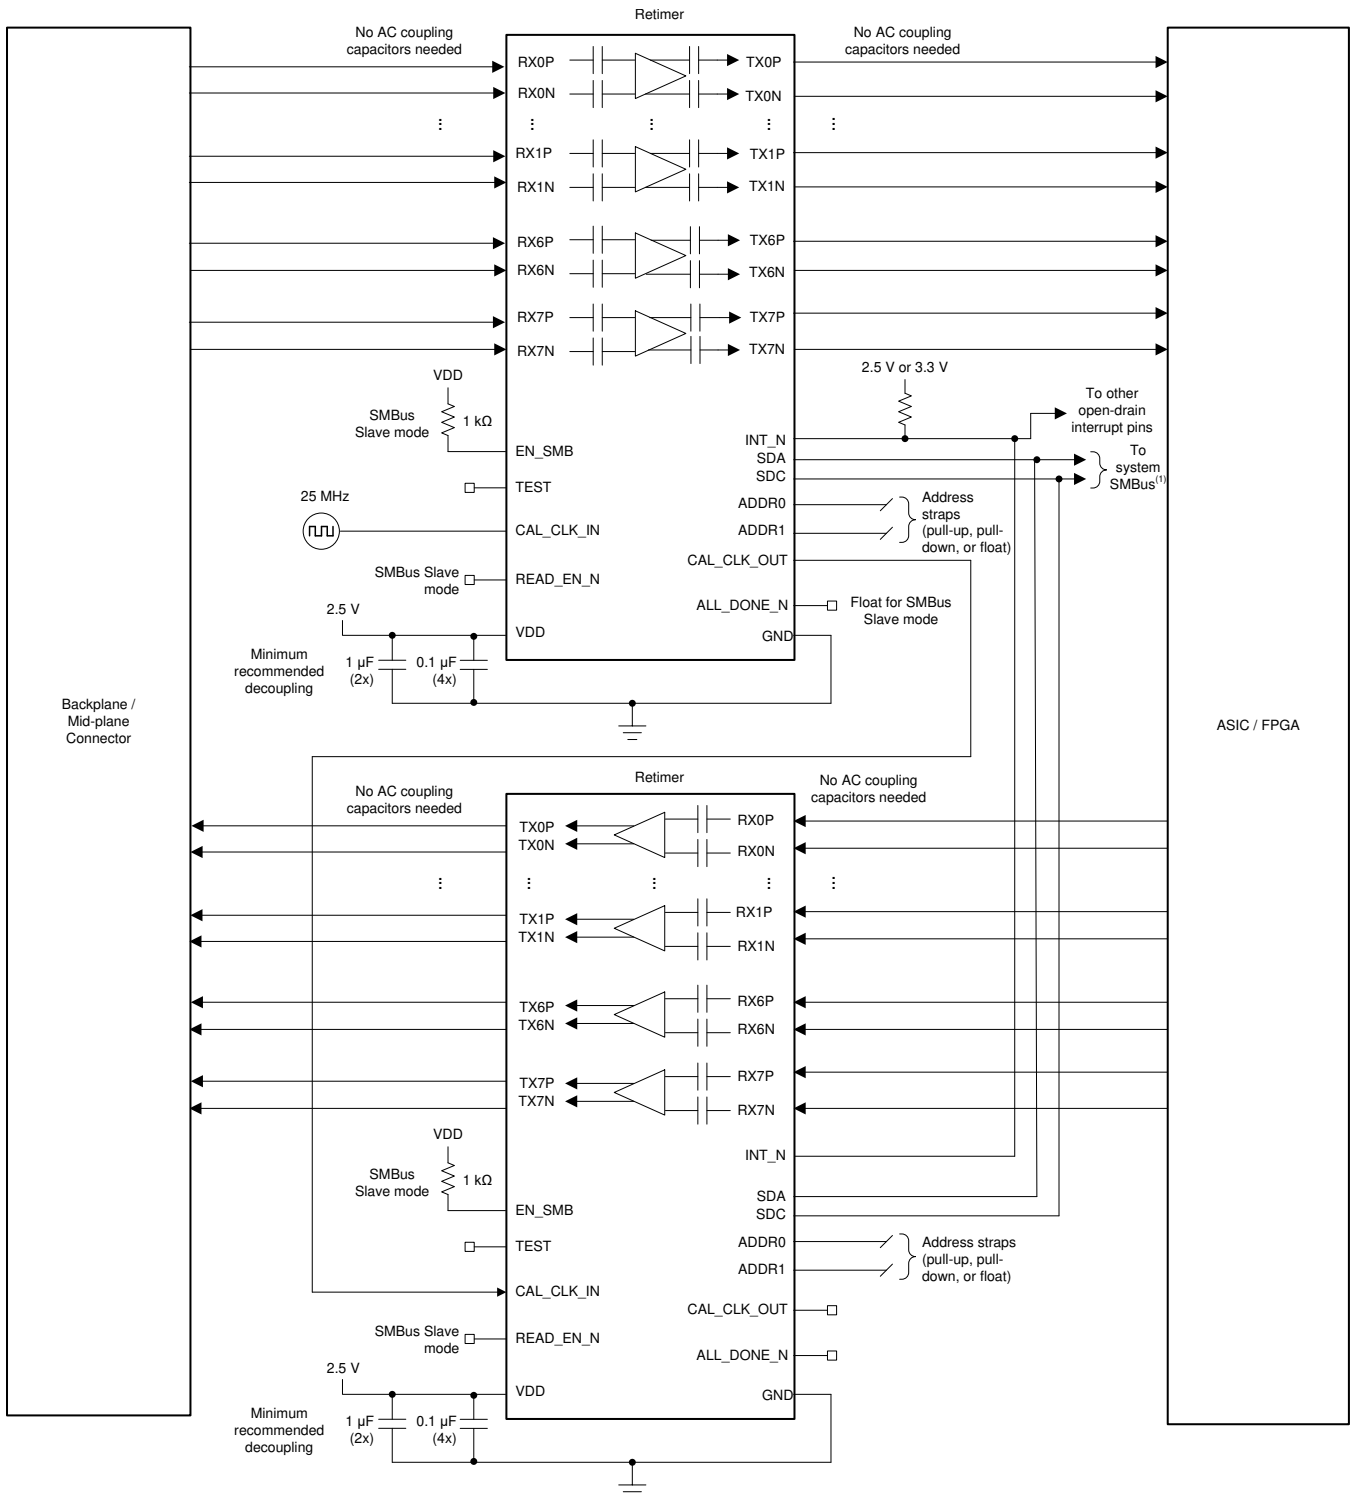 Retimer
No AC coupling
capacitors needed
No AC coupling
capacitors needed
RX0P
TX0P
RX0N
TX0N
...
...
...
...
...
RX1P
TX1P
RX1N
TX1N
RX6P
TX6P
RX6N
TX6N
RX7P
TX7P
RX7N
TX7N
VDD
SMBus
Slave mode
1 kΩ
EN_SMB
TEST
25 MHz
CAL_CLK_IN
SMBus Slave
mode
READ_EN_N
2.5 V
VDD
Minimum
recommended
decoupling
1 µF
(2x)
0.1 µF
(4x)
2.5 V or 3.3 V
INT_N
To other
open-drain
interrupt pins
SDA
SDC
To
system
SMBus(1)
ADDR0
ADDR1
Address
straps
(pull-up, pull-
down, or float)
CAL_CLK_OUT
ALL_DONE_N
Float for SMBus
Slave mode
GND
Backplane /
Mid-plane
Connector
ASIC / FPGA
Retimer
No AC coupling
capacitors needed
No AC coupling
capacitors needed
TX0P
RX0P
TX0N
RX0N
...
...
...
...
...
TX1P
RX1P
TX1N
RX1N
TX6P
RX6P
TX6N
RX6N
TX7P
RX7P
TX7N
RX7N
VDD
SMBus
Slave mode
1 kΩ
EN_SMB
TEST
CAL_CLK_IN
SMBus Slave
mode
READ_EN_N
2.5 V
VDD
Minimum
recommended
decoupling
1 µF
(2x)
0.1 µF
(4x)
INT_N
SDA
SDC
ADDR0
ADDR1
Address straps
(pull-up, pull-
down, or float)
CAL_CLK_OUT
ALL_DONE_N
GND